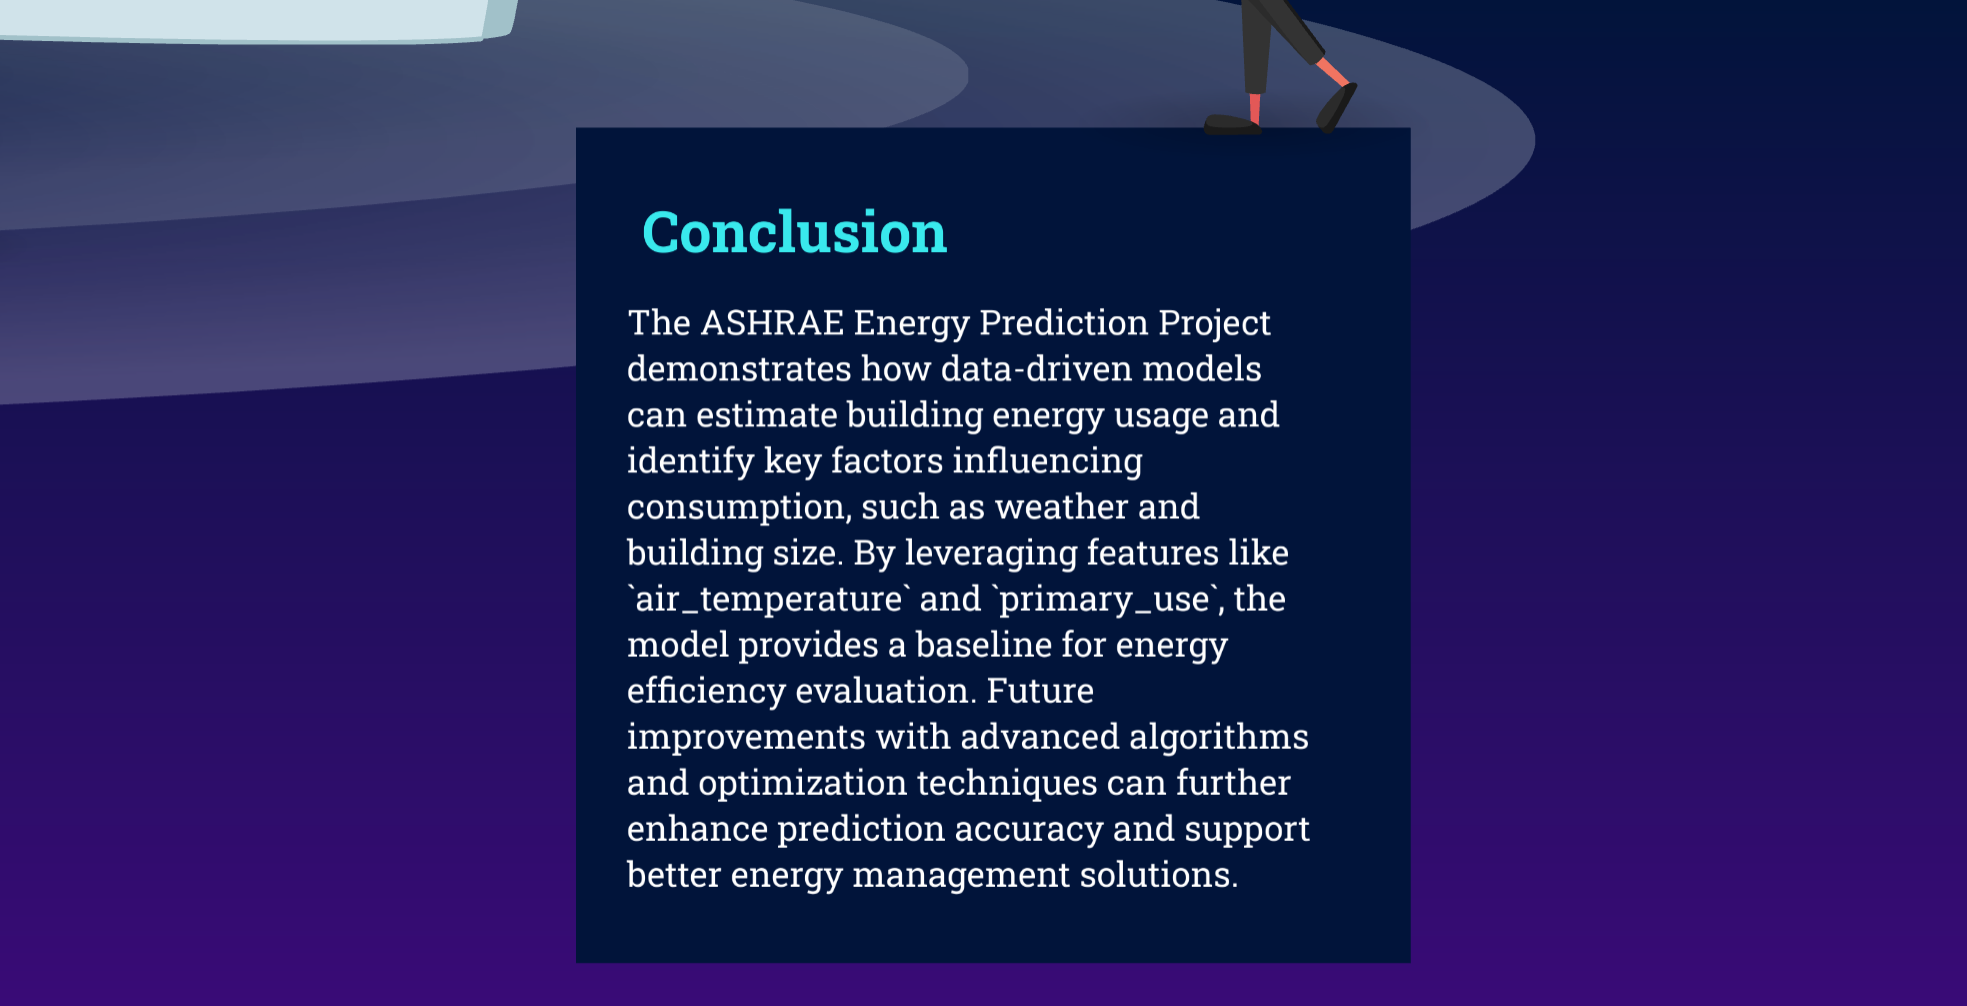 Conclusion
The ASHRAE Energy Prediction Project
demonstrates how data-driven models
can estimate building energy usage and
identify key factors influencing
consumption, such as weather and
building size. By leveraging features like
`air_temperature` and `primary_use`, the
model provides a baseline for energy
efficiency evaluation. Future
improvements with advanced algorithms
and optimization techniques can further
enhance prediction accuracy and support
better energy management solutions.